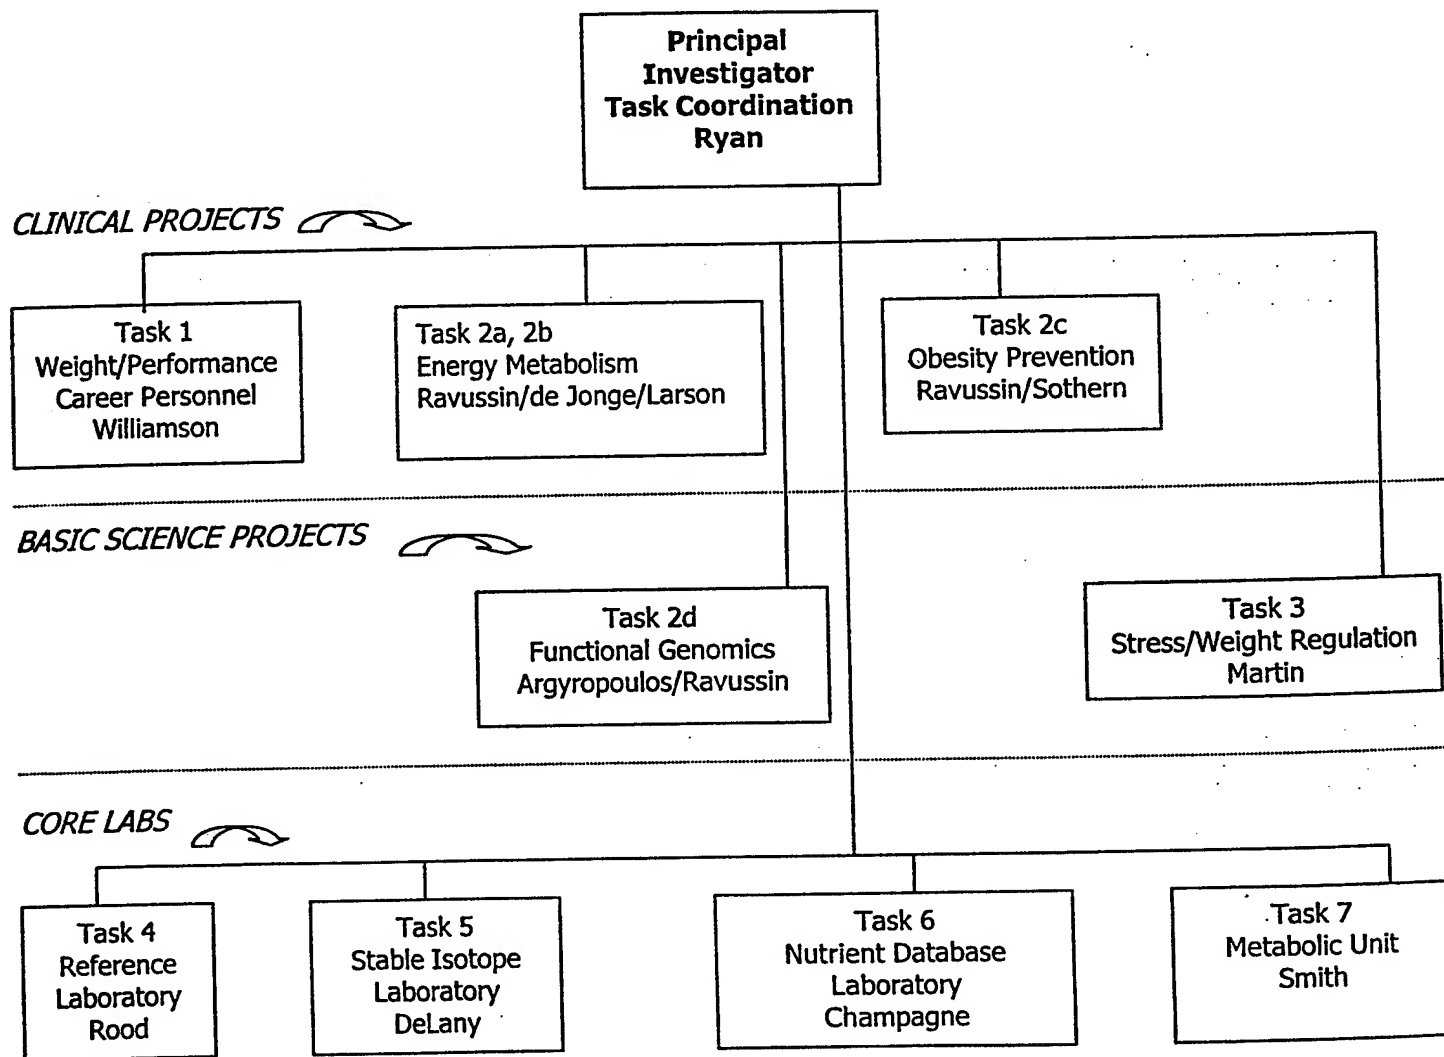 Principal
Investigator
Task Coordination
Ryan
CLINICAL PROJECTS
Task 1
Weight/Performance
Career Personnel
Williamson
Task 2a, 2b
Energy Metabolism
Ravussin/de Jonge/Larson
Task 2c
Obesity Prevention
Ravussin/Sothern
BASIC SCIENCE PROJECTS
Task 2d
Functional Genomics
Argyropoulos/Ravussin
Task 3
Stress/Weight Regulation
Martin
CORE LABS
Task 4
Reference
Laboratory
Rood
Task 5
Stable Isotope
Laboratory
DeLany
Task 6
Nutrient Database
Laboratory
Champagne
Task 7
Metabolic Unit
Smith